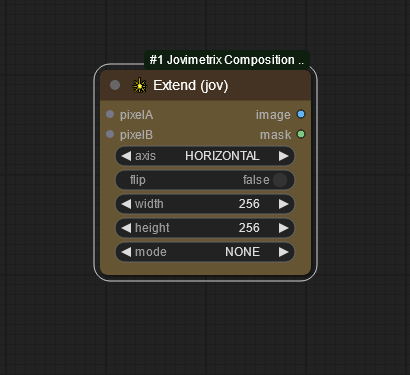 #1 Jovimetrix Composition ..
Extend (jov)
pixelA image
pixelB mask
axis HORIZONTAL
flip false
width 256
height 256
mode NONE